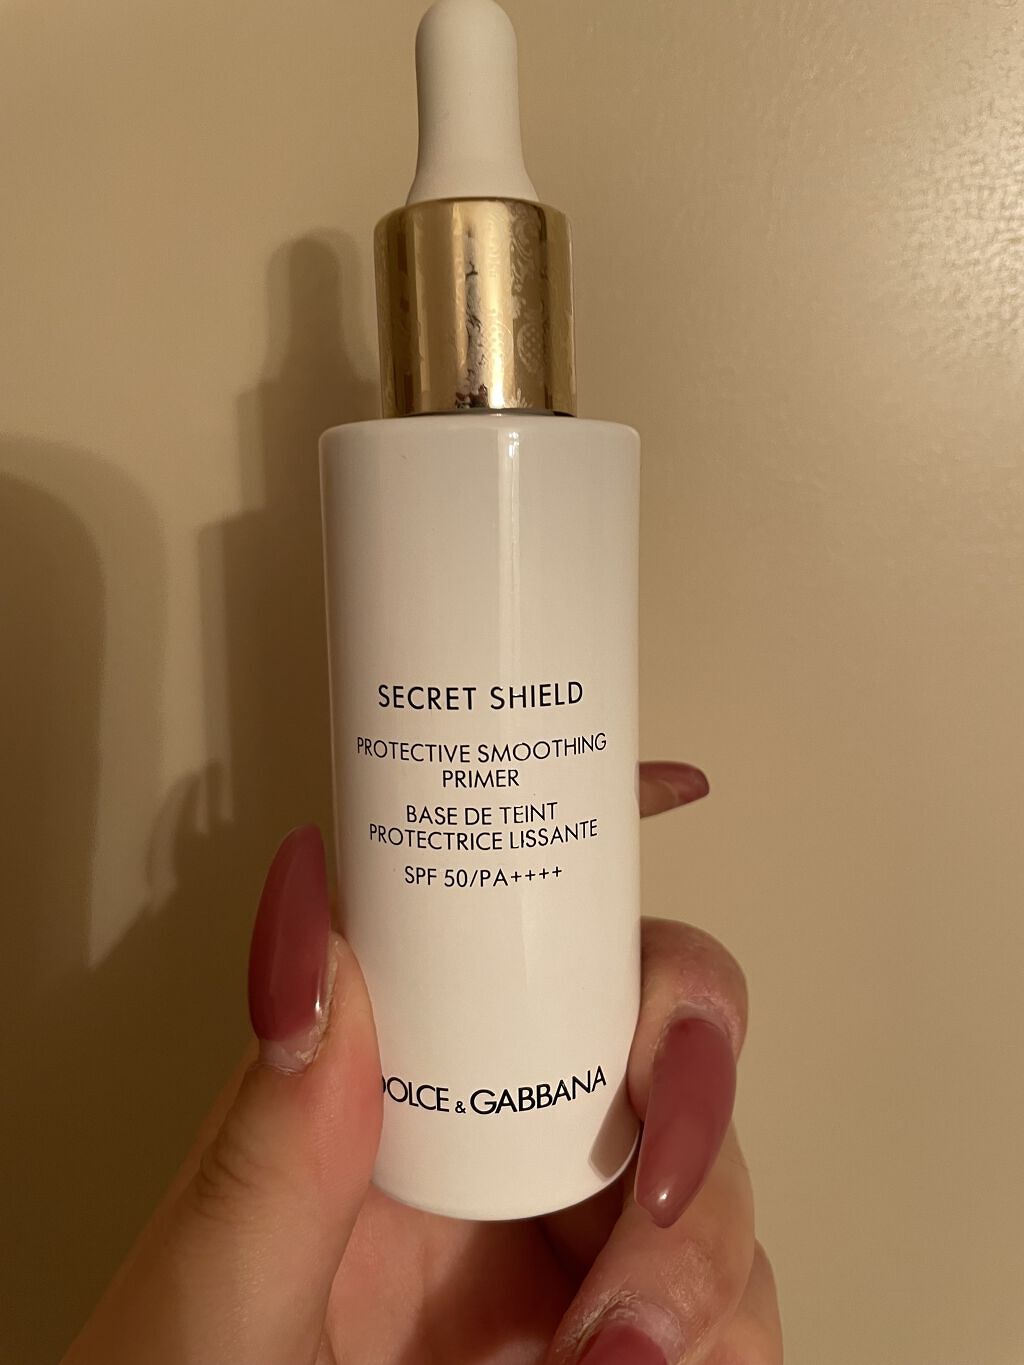 SECRET SHIELD
PROTECTIVE SMOOTHING
PRIMER
BASE DE TEINT
PROTECTRICE LISSANTE
SPF 50/PA++++
DOLCE & GABBANA